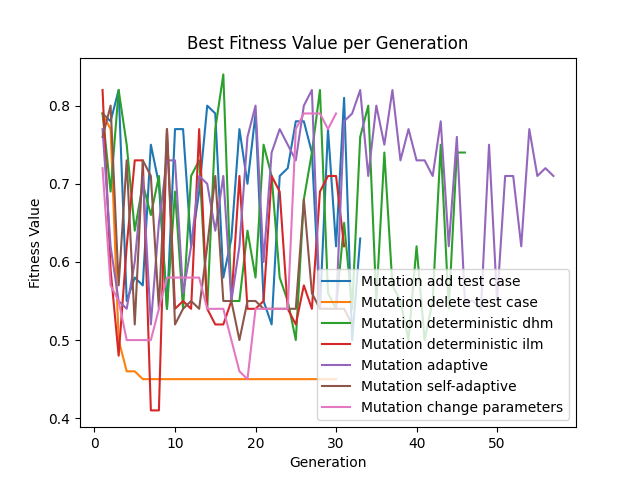 Best Fitness Value per Generation
Fitness Value
0.8
0.7
0.6
0.5
0.4
0
10
20
30
40
50
Generation
Mutation add test case
Mutation delete test case
Mutation deterministic dhm
Mutation deterministic ilm
Mutation adaptive
Mutation self-adaptive
Mutation change parameters